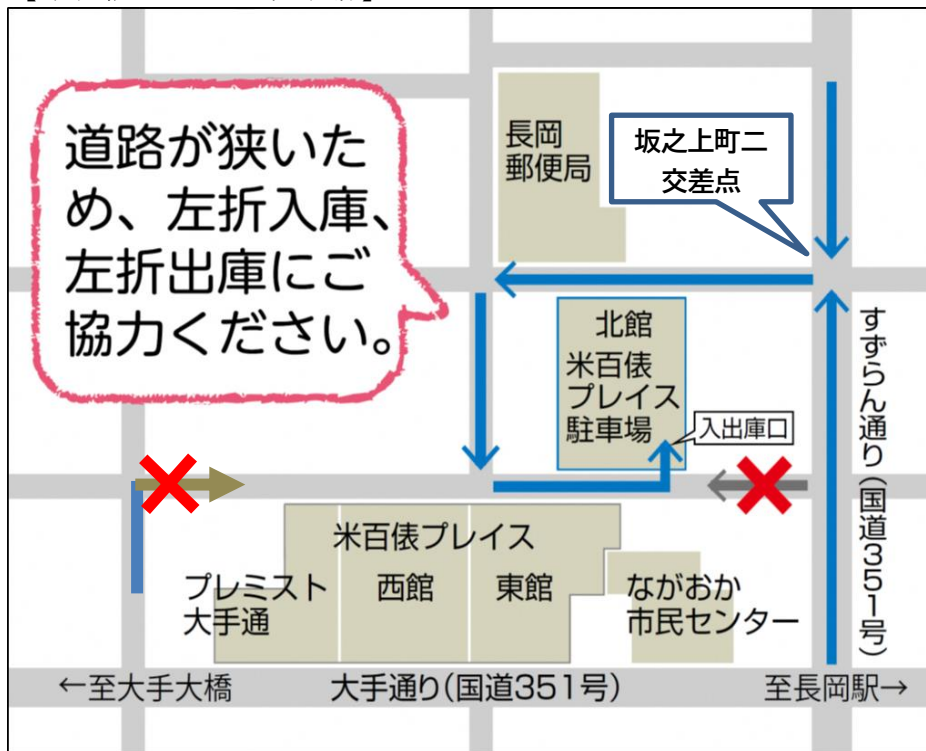 道路が狭いた
め、左折入庫、
左折出庫にご
協力ください。
長岡
郵便局
坂之上町二
交差点
北館
米百俵
プレイス
駐車場
入出庫口
すずらん通り(国道351号)
米百俵プレイス
プレミスト
大手通
西館
東館
ながおか
市民センター
←至大手大橋
大手通り(国道351号)
至長岡駅→